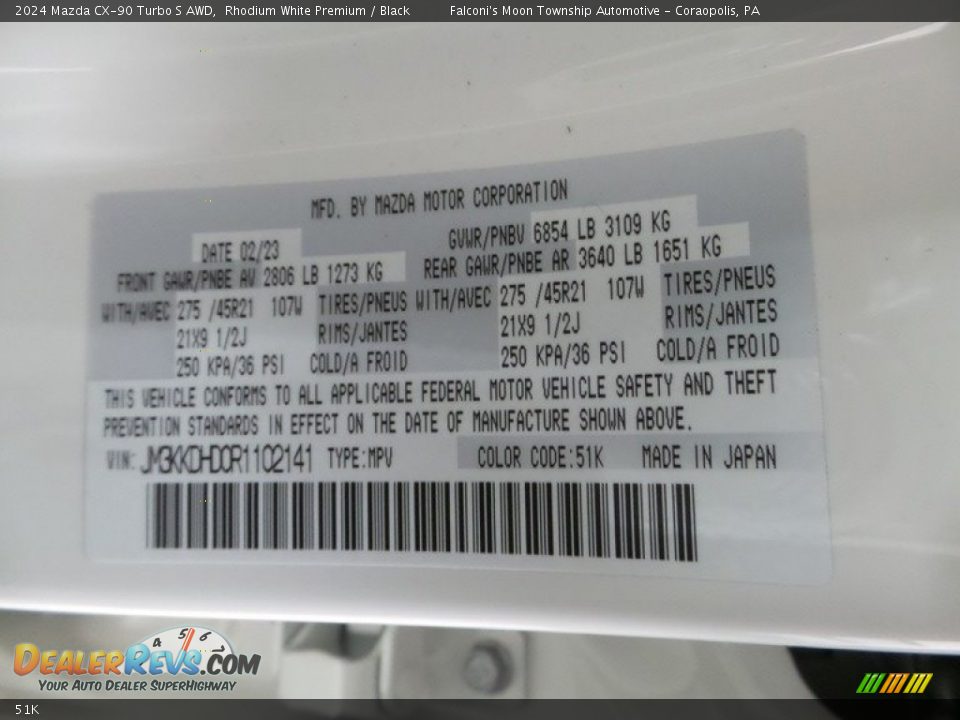 2024 Mazda CX-90 Turbo S AWD, Rhodium White Premium / Black Falconi's Moon Township Automotive - Coraopolis, PA
MFD. BY MAZDA MOTOR CORPORATION
DATE 02/23 GVWR/PNBV 6854 LB 3109 KG
FRONT GAWR/PNBE AV 2806 LB 1273 KG REAR GAWR/PNBE AR 3640 LB 1651 KG
WITH/AVEC 275 /45R21 107W TIRES/PNEUS WITH/AVEC 275 /45R21 107W TIRES/PNEUS
21X9 1/2J RIMS/JANTES 21X9 1/2J RIMS/JANTES
250 KPA/36 PSI COLD/A FROID 250 KPA/36 PSI COLD/A FROID
THIS VEHICLE CONFORMS TO ALL APPLICABLE FEDERAL MOTOR VEHICLE SAFETY AND THEFT
PREVENTION STANDARDS IN EFFECT ON THE DATE OF MANUFACTURE SHOWN ABOVE.
VIN: JM3KKDHD0R1102141 TYPE:MPV COLOR CODE:51K MADE IN JAPAN
4 5 6
DealerRevs.com
Your Auto Dealer SuperHighway
51K